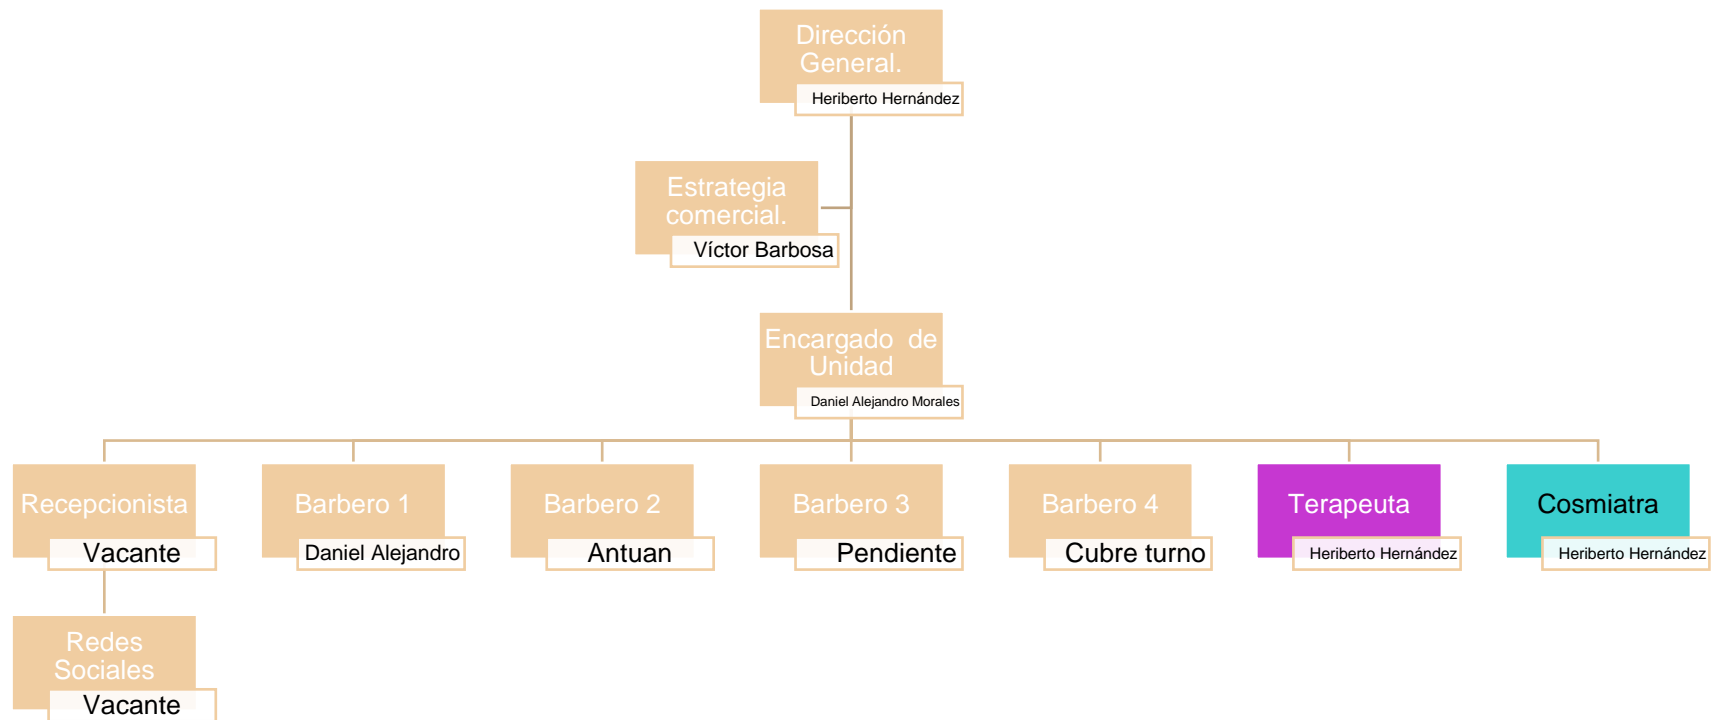 Dirección
General.
Heriberto Hernández
Estrategia
comercial.
Víctor Barbosa
Encargado  de
Unidad
Daniel Alejandro Morales
Recepcionista
Vacante
Barbero 1
Daniel Alejandro
Barbero 2
Antuan
Barbero 3
Pendiente
Barbero 4
Cubre turno
Terapeuta
Heriberto Hernández
Cosmiatra
Heriberto Hernández
Redes
Sociales
Vacante